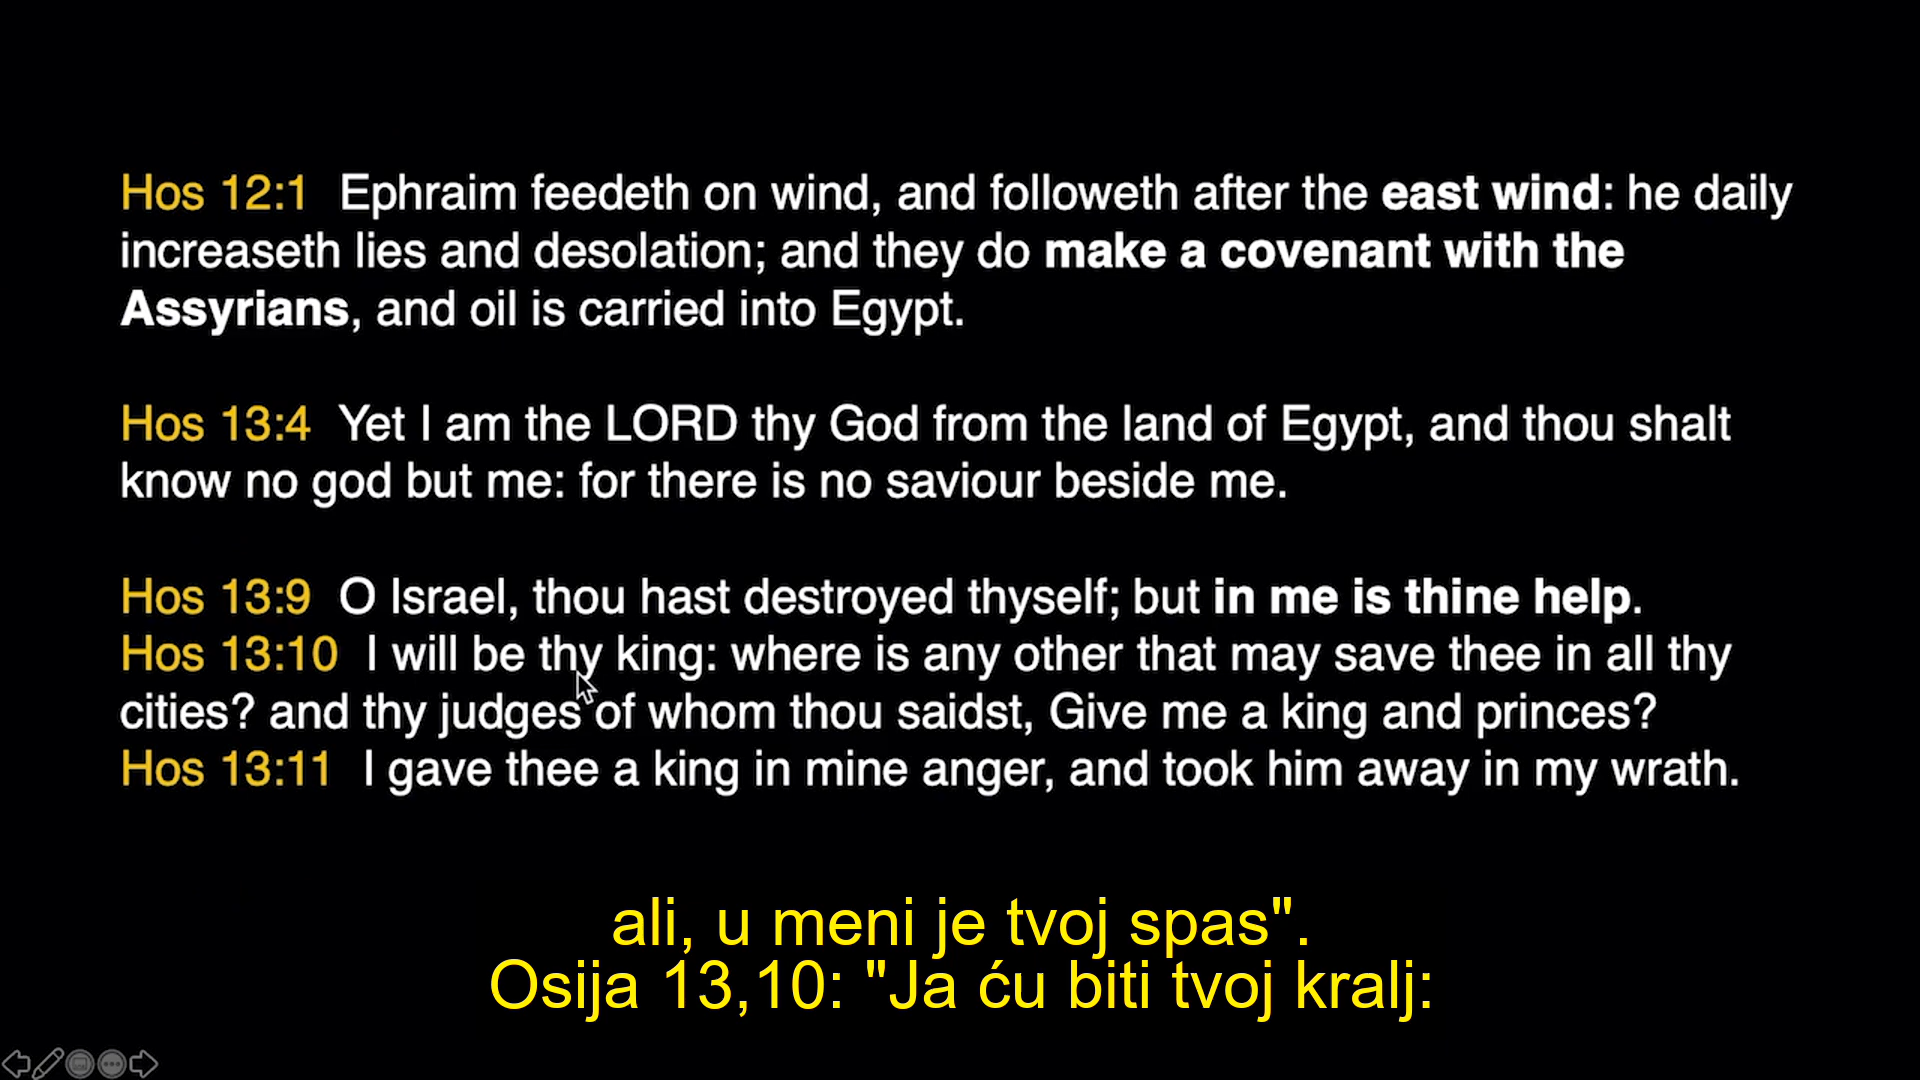 Hos 12:1 Ephraim feedeth on wind, and followeth after the east wind: he daily
increaseth lies and desolation; and they do make a covenant with the
Assyrians, and oil is carried into Egypt.
Hos 13:4 Yet I am the LORD thy God from the land of Egypt, and thou shalt
know no god but me: for there is no saviour beside me.
Hos 13:9 O Israel, thou hast destroyed thyself; but in me is thine help.
Hos 13:10 I will be thy king: where is any other that may save thee in all thy
cities? and thy judges of whom thou saidst, Give me a king and princes?
Hos 13:11 I gave thee a king in mine anger, and took him away in my wrath.
ali, u meni je tvoj spas".
Osija 13,10: "Ja ću biti tvoj kralj: